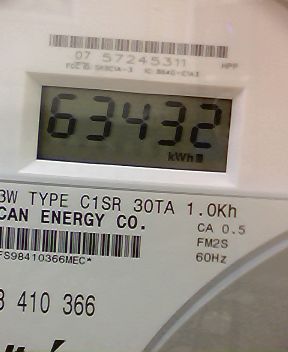 07 57245311 HPP
63432
kWh
3W TYPE C1SR 30TA 1.0Kh
CAN ENERGY CO. CA 0.5
FM2S
FS98410366MEC* 60Hz
410 366